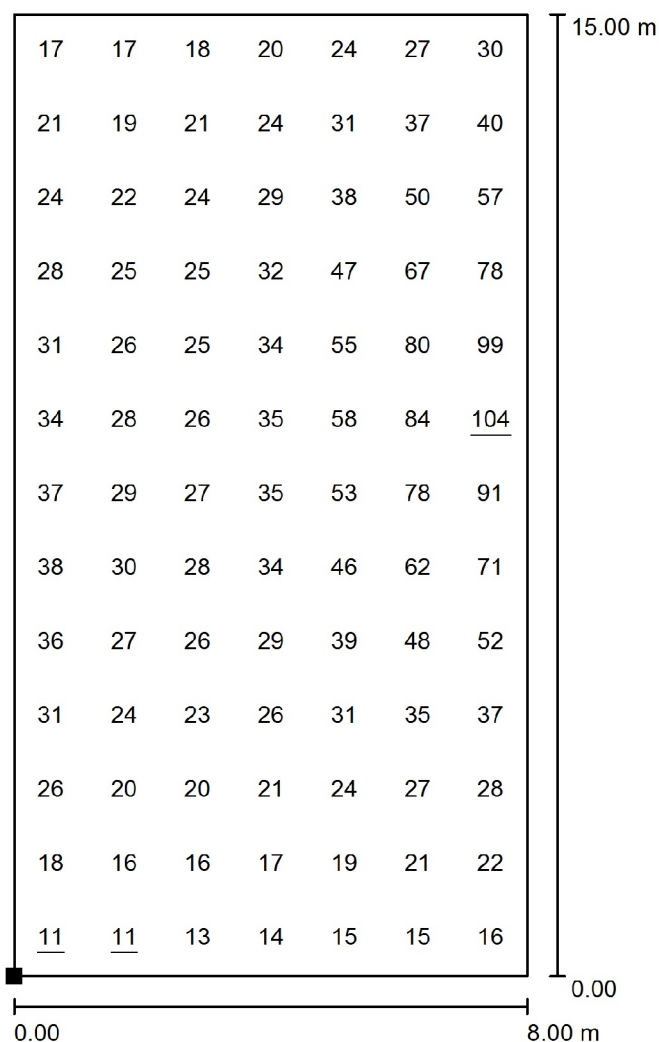 17 17 18 20 24 27 30
15.00 m
21 19 21 24 31 37 40
24 22 24 29 38 50 57
28 25 25 32 47 67 78
31 26 25 34 55 80 99
34 28 26 35 58 84 104
37 29 27 35 53 78 91
38 30 28 34 46 62 71
36 27 26 29 39 48 52
31 24 23 26 31 35 37
26 20 20 21 24 27 28
18 16 16 17 19 21 22
11 11 13 14 15 15 16
0.00
0.00 8.00 m